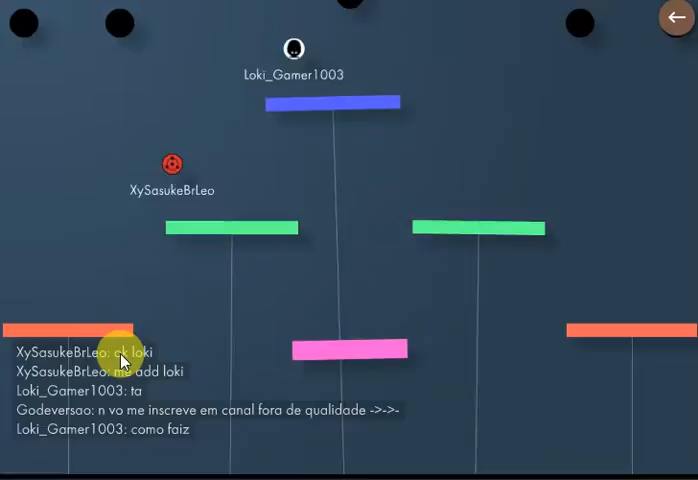 Loki_Gamer1003
XySasukeBrLeo
XySasukeBrLeo: ok loki
XySasukeBrLeo: me add loki
Loki_Gamer1003: ta
Godeversao: n vo me inscreve em canal fora de qualidade ->->-
Loki_Gamer1003: como faiz